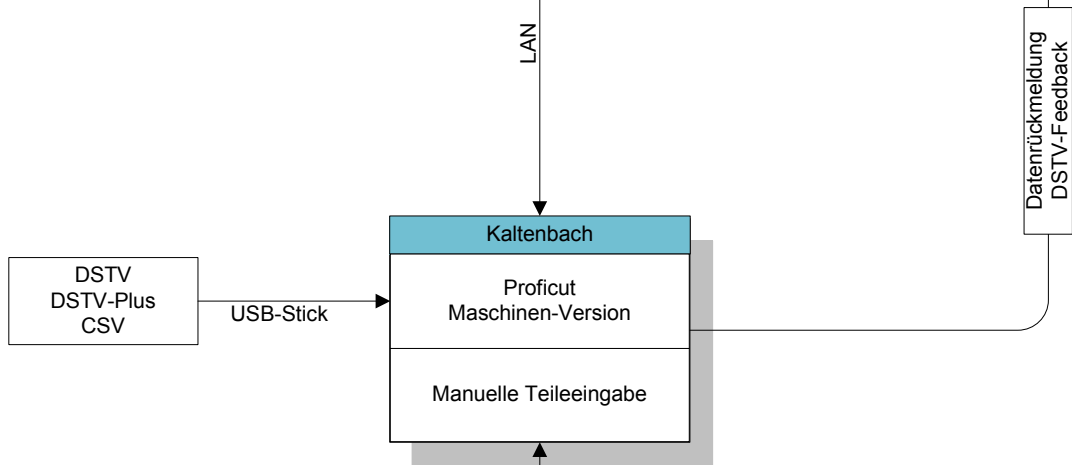 LAN
Datenrückmeldung
DSTV-Feedback
Kaltenbach
DSTV
DSTV-Plus
CSV
USB-Stick
Proficut
Maschinen-Version
Manuelle Teileeingabe